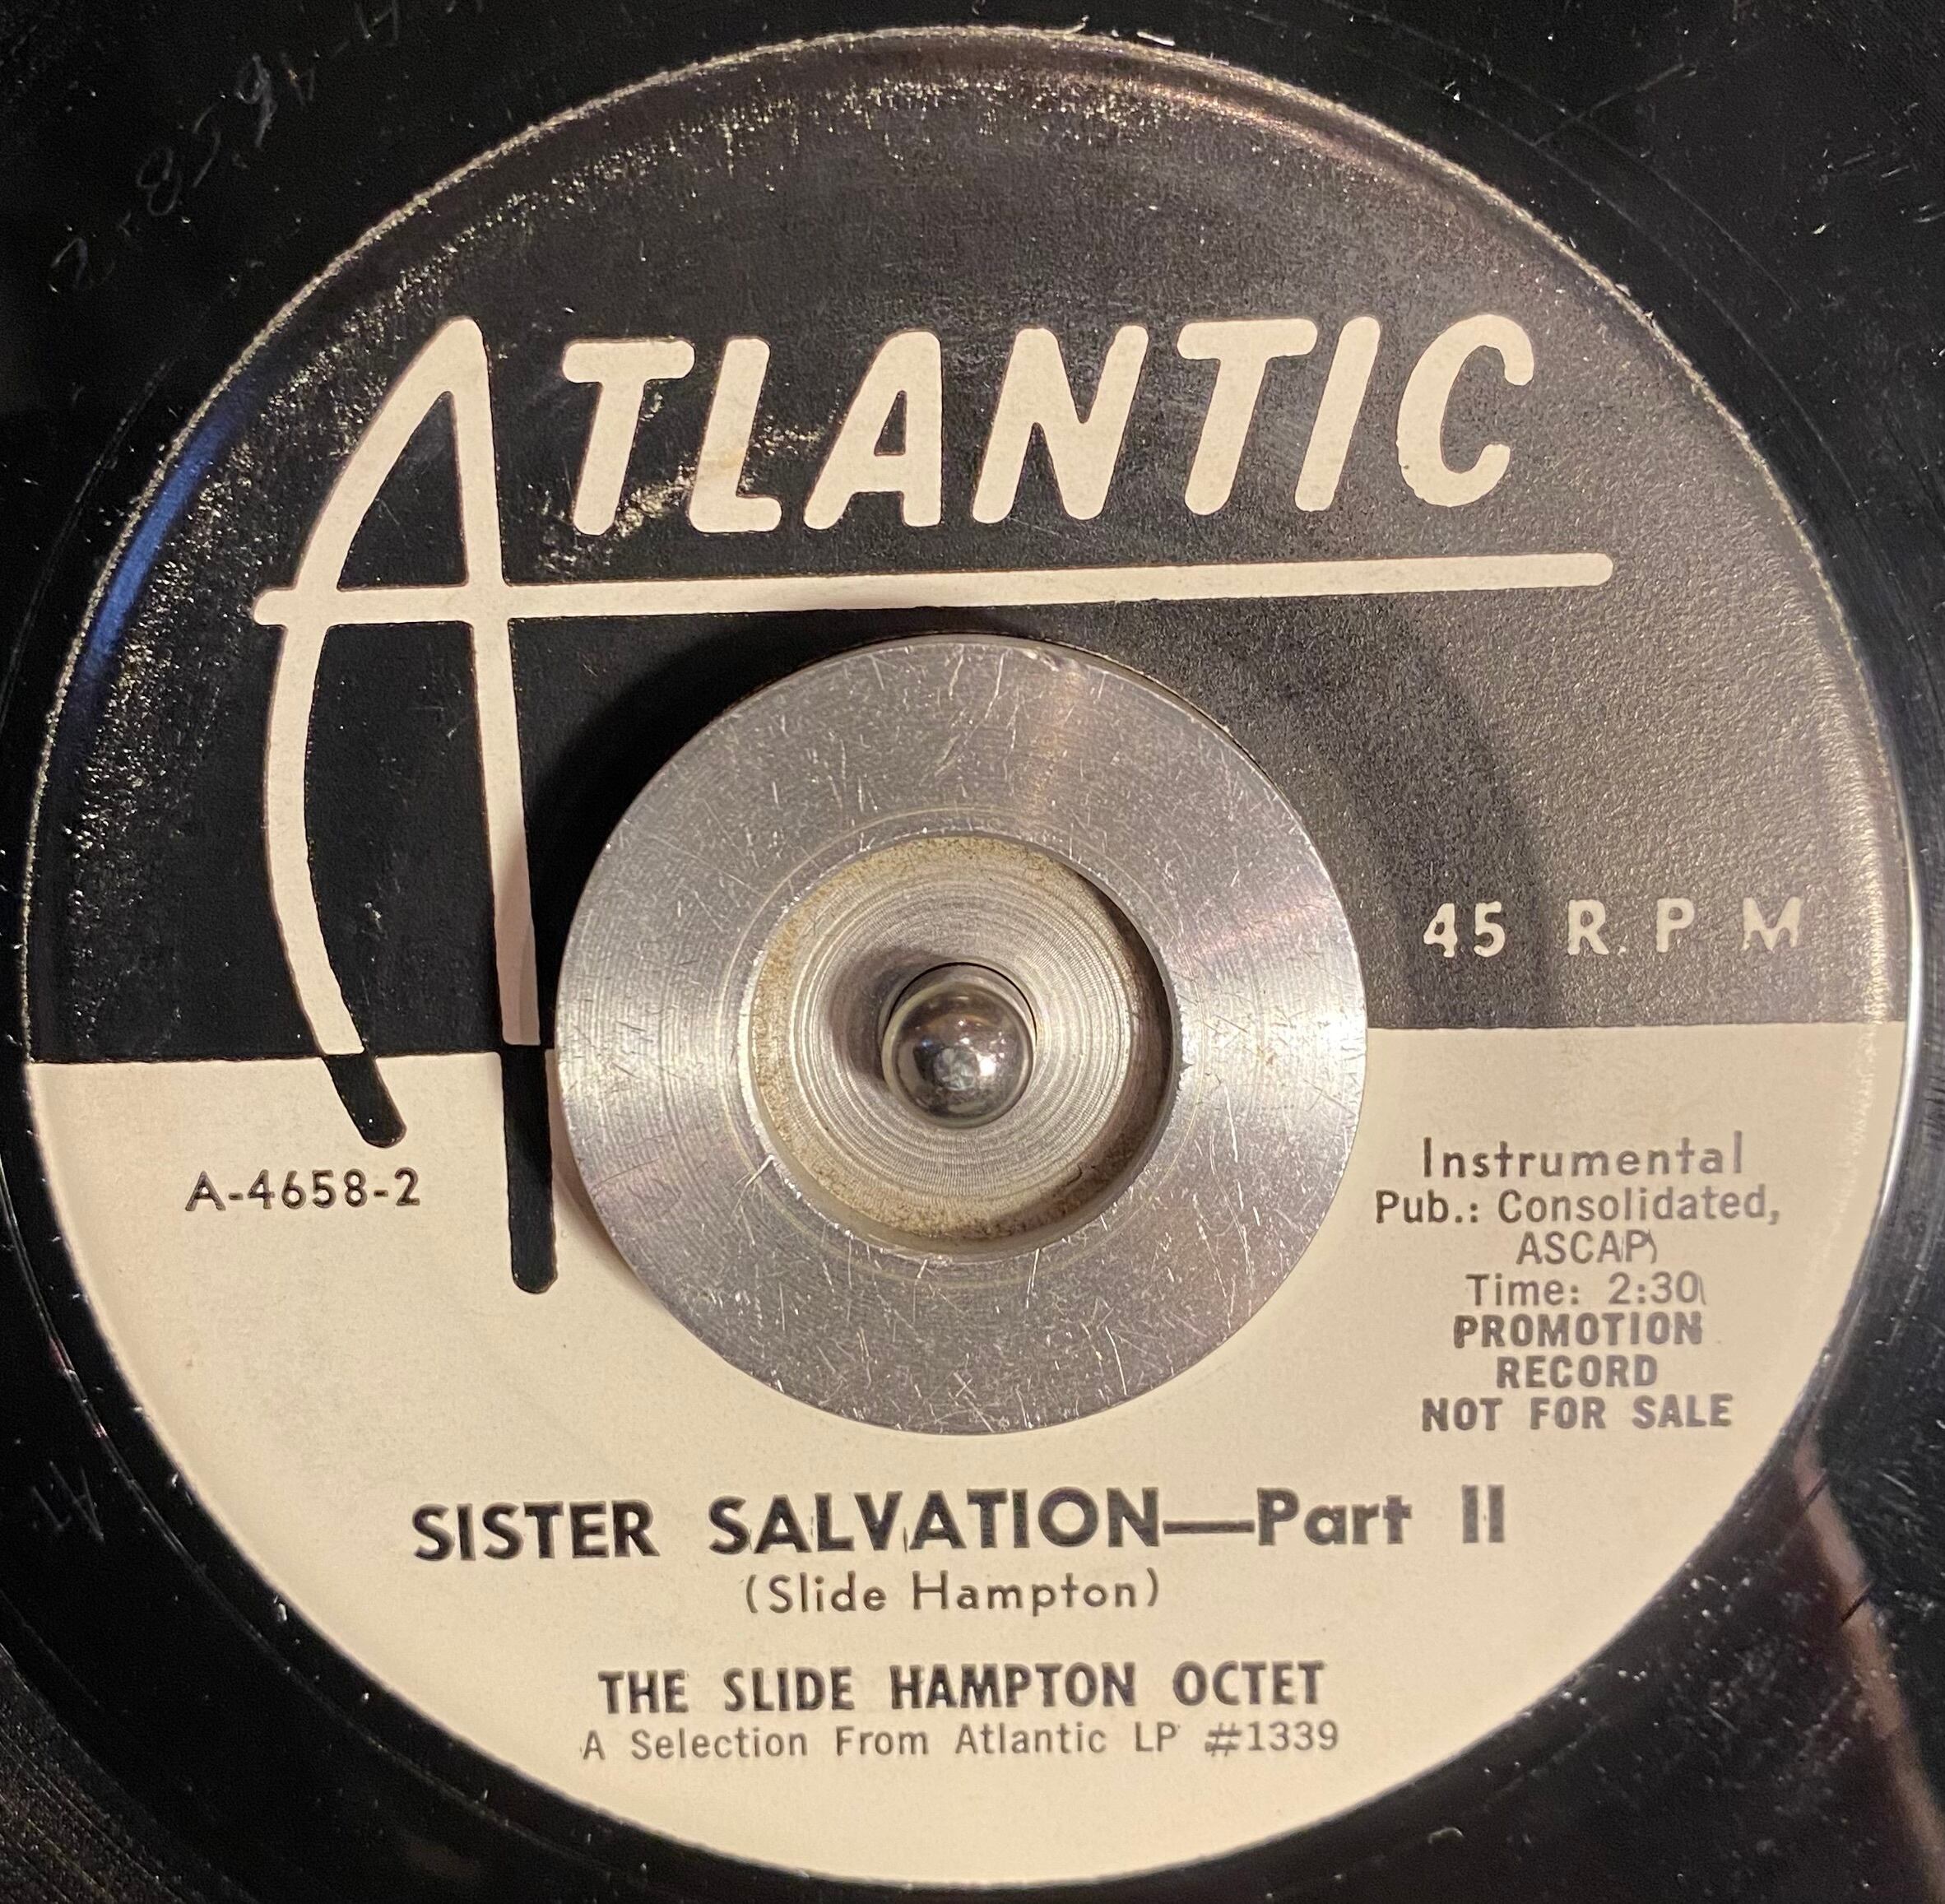 ATLANTIC
45 R.P.M
A-4658-2
Instrumental
Pub.: Consolidated,
ASCAP
Time: 2:30
PROMOTION
RECORD
NOT FOR SALE
SISTER SALVATION—Part II
(Slide Hampton)
THE SLIDE HAMPTON OCTET
A Selection From Atlantic LP #1339